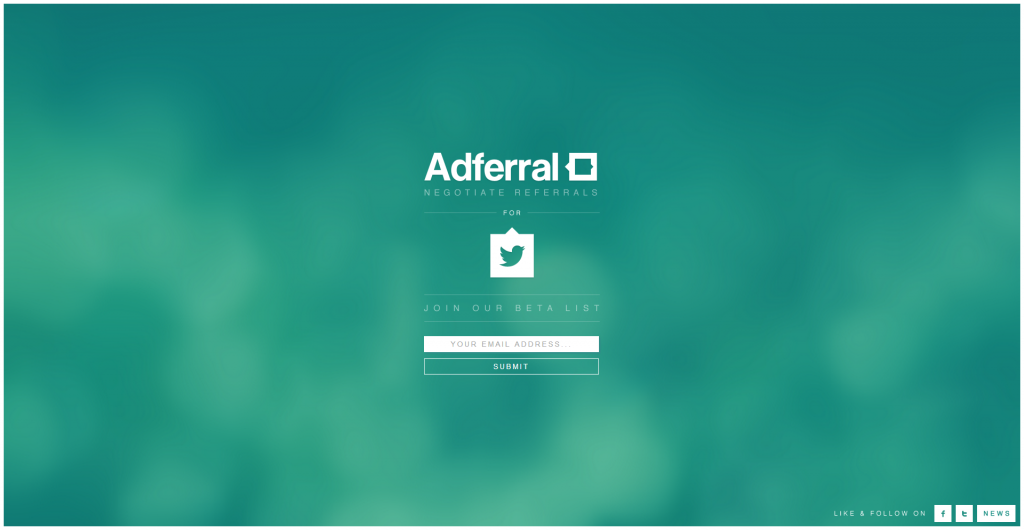 Adferral
NEGOTIATE REFERRALS
FOR
JOIN OUR BETA LIST
YOUR EMAIL ADDRESS...
SUBMIT
LIKE & FOLLOW ON f t NEWS